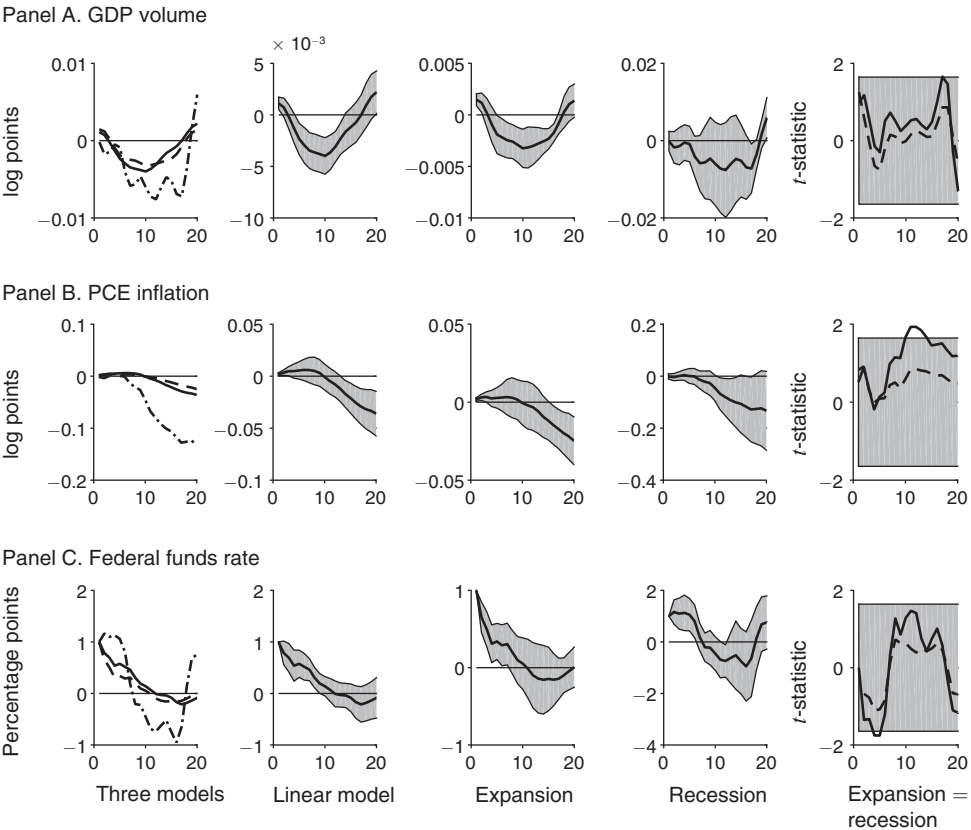 Panel A. GDP volume
× 10⁻³
log points
0.01
0
−0.01
0 10 20
5
0
−5
−10
0 10 20
0.005
0
−0.005
−0.01
0 10 20
0.02
0
−0.02
0 10 20
t-statistic
2
0
−2
0 10 20
Panel B. PCE inflation
log points
0.1
0
−0.1
−0.2
0 10 20
0.05
0
−0.05
−0.1
0 10 20
0.05
0
−0.05
0 10 20
0.2
0
−0.2
−0.4
0 10 20
t-statistic
2
0
−2
0 10 20
Panel C. Federal funds rate
Percentage points
2
1
0
−1
0 10 20
2
1
0
−1
0 10 20
1
0
−1
0 10 20
2
0
−2
−4
0 10 20
t-statistic
2
0
−2
0 10 20
Three models
Linear model
Expansion
Recession
Expansion =
recession